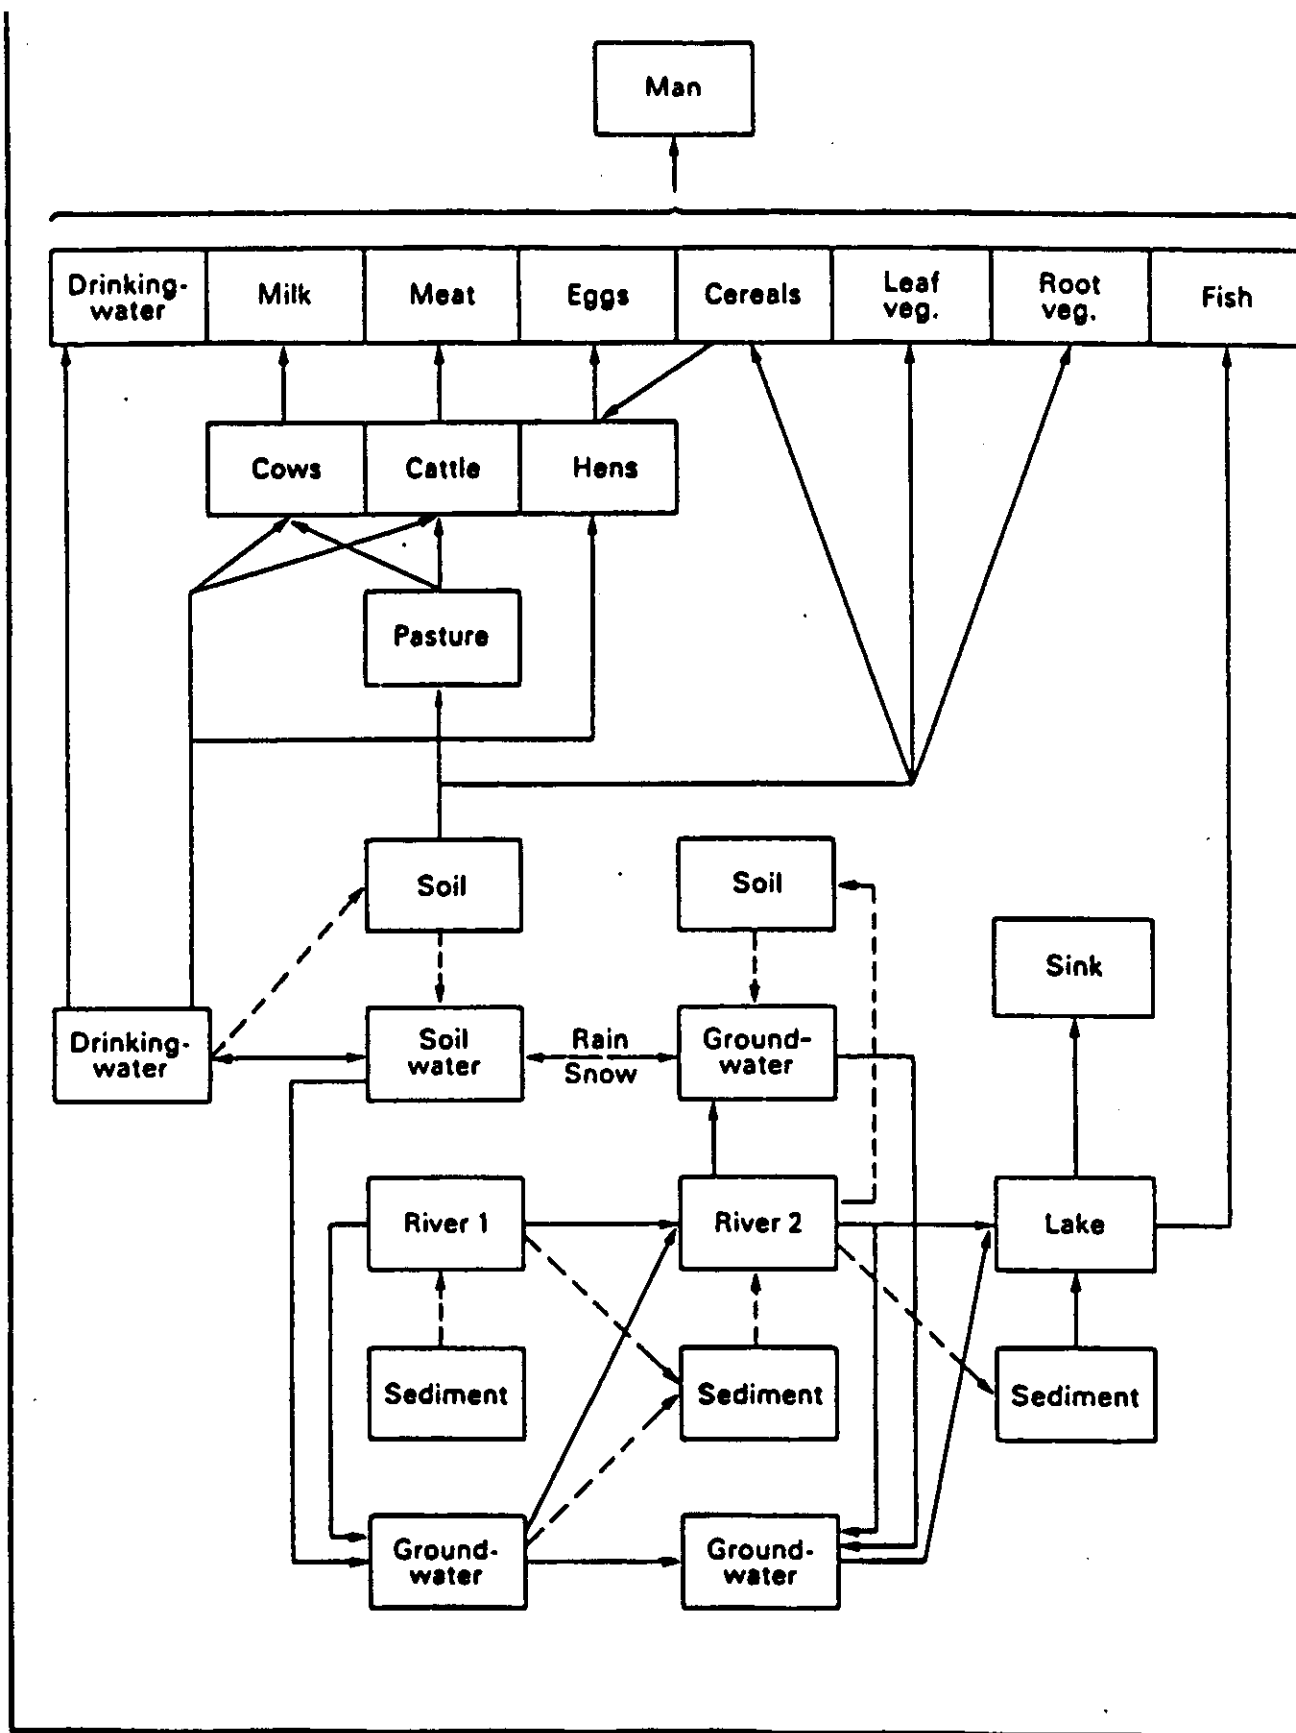 Man
Drinking-
water
Milk
Meat
Eggs
Cereals
Leaf
veg.
Root
veg.
Fish
Cows
Cattle
Hens
Pasture
Soil
Soil
Sink
Drinking-
water
Soil
water
Rain
Snow
Ground-
water
River 1
River 2
Lake
Sediment
Sediment
Sediment
Ground-
water
Ground-
water